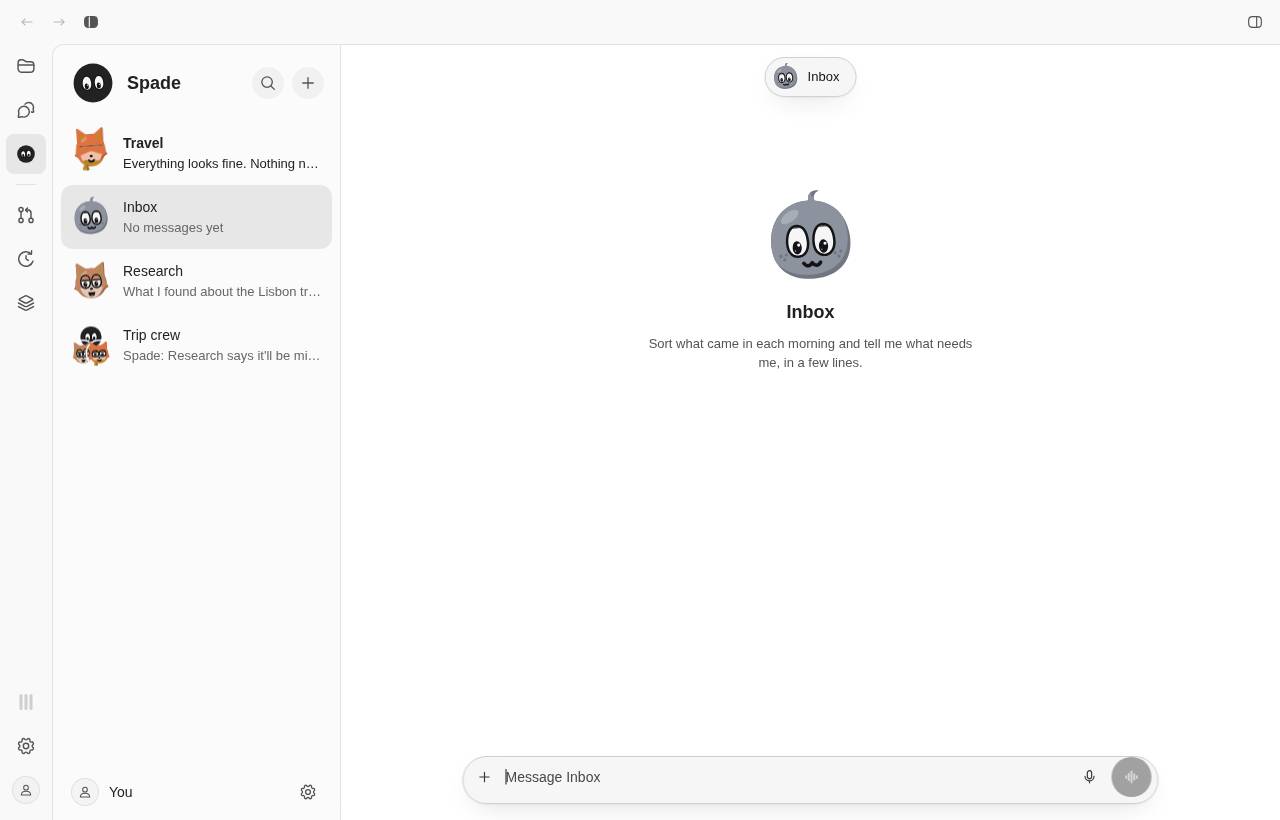 Spade
Travel
Everything looks fine. Nothing n…
Inbox
No messages yet
Research
What I found about the Lisbon tr…
Trip crew
Spade: Research says it'll be mi…
You
Inbox
Inbox
Sort what came in each morning and tell me what needs
me, in a few lines.
Message Inbox